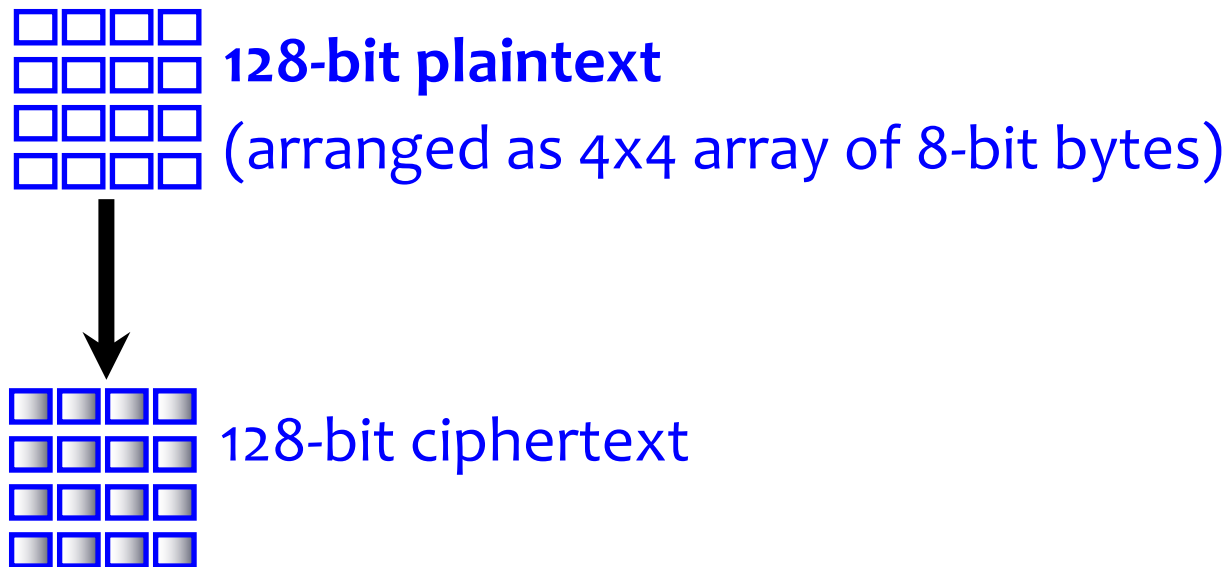 128-bit plaintext
(arranged as 4x4 array of 8-bit bytes)
128-bit ciphertext